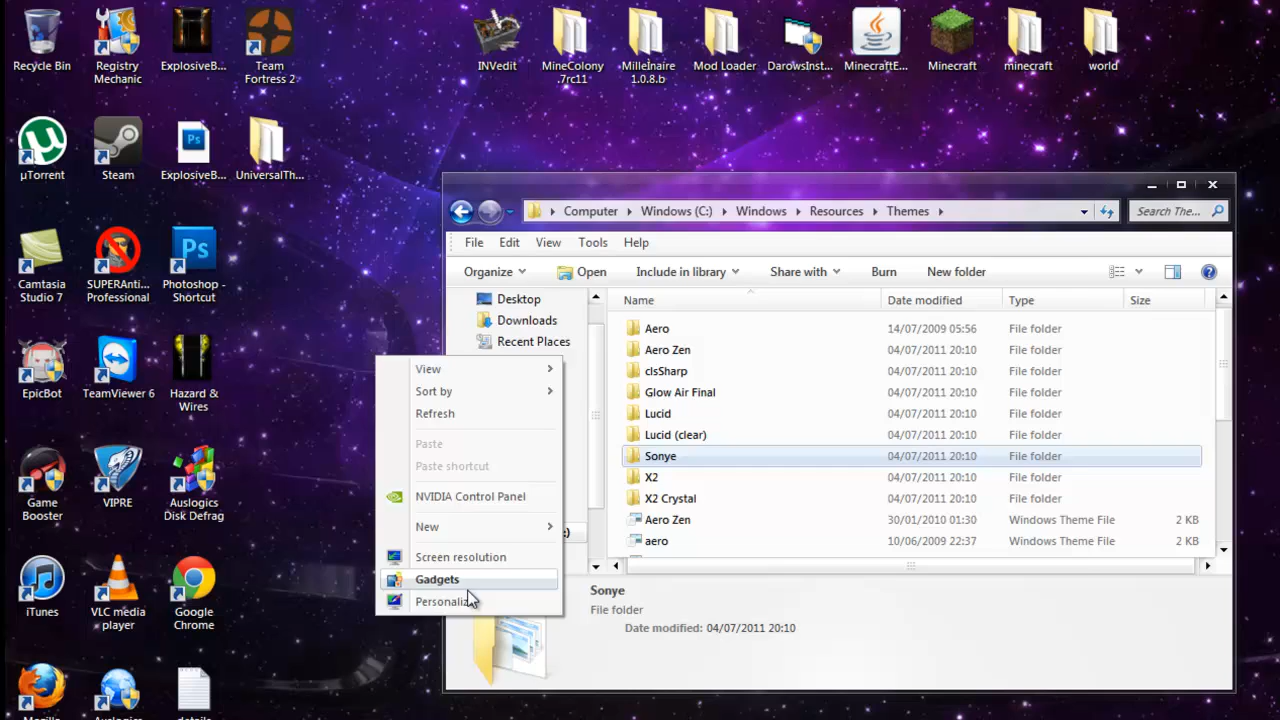 Recycle Bin
Registry
Mechanic
ExplosiveB...
Team
Fortress 2
INVedit
MineColony
.7rc11
Millenaire
1.0.8.b
Mod Loader
DarowsInst...
MinecraftE...
Minecraft
minecraft
world
µTorrent
Steam
ExplosiveB...
UniversalTh...
Camtasia
Studio 7
SUPERAnti...
Professional
Photoshop -
Shortcut
EpicBot
TeamViewer 6
Hazard &
Wires
Game
Booster
VIPRE
Auslogics
Disk Defrag
iTunes
VLC media
player
Google
Chrome
details
Computer
Windows (C:)
Windows
Resources
Themes
Search The...
File
Edit
View
Tools
Help
Organize
Open
Include in library
Share with
Burn
New folder
Desktop
Downloads
Recent Places
Name
Date modified
Type
Size
Aero 14/07/2009 05:56 File folder
Aero Zen 04/07/2011 20:10 File folder
clsSharp 04/07/2011 20:10 File folder
Glow Air Final 04/07/2011 20:10 File folder
Lucid 04/07/2011 20:10 File folder
Lucid (clear) 04/07/2011 20:10 File folder
Sonye 04/07/2011 20:10 File folder
X2 04/07/2011 20:10 File folder
X2 Crystal 04/07/2011 20:10 File folder
Aero Zen 30/01/2010 01:30 Windows Theme File 2 KB
aero 10/06/2009 22:37 Windows Theme File 2 KB
:)
Sonye
File folder
Date modified: 04/07/2011 20:10
View
Sort by
Refresh
Paste
Paste shortcut
NVIDIA Control Panel
New
Screen resolution
Gadgets